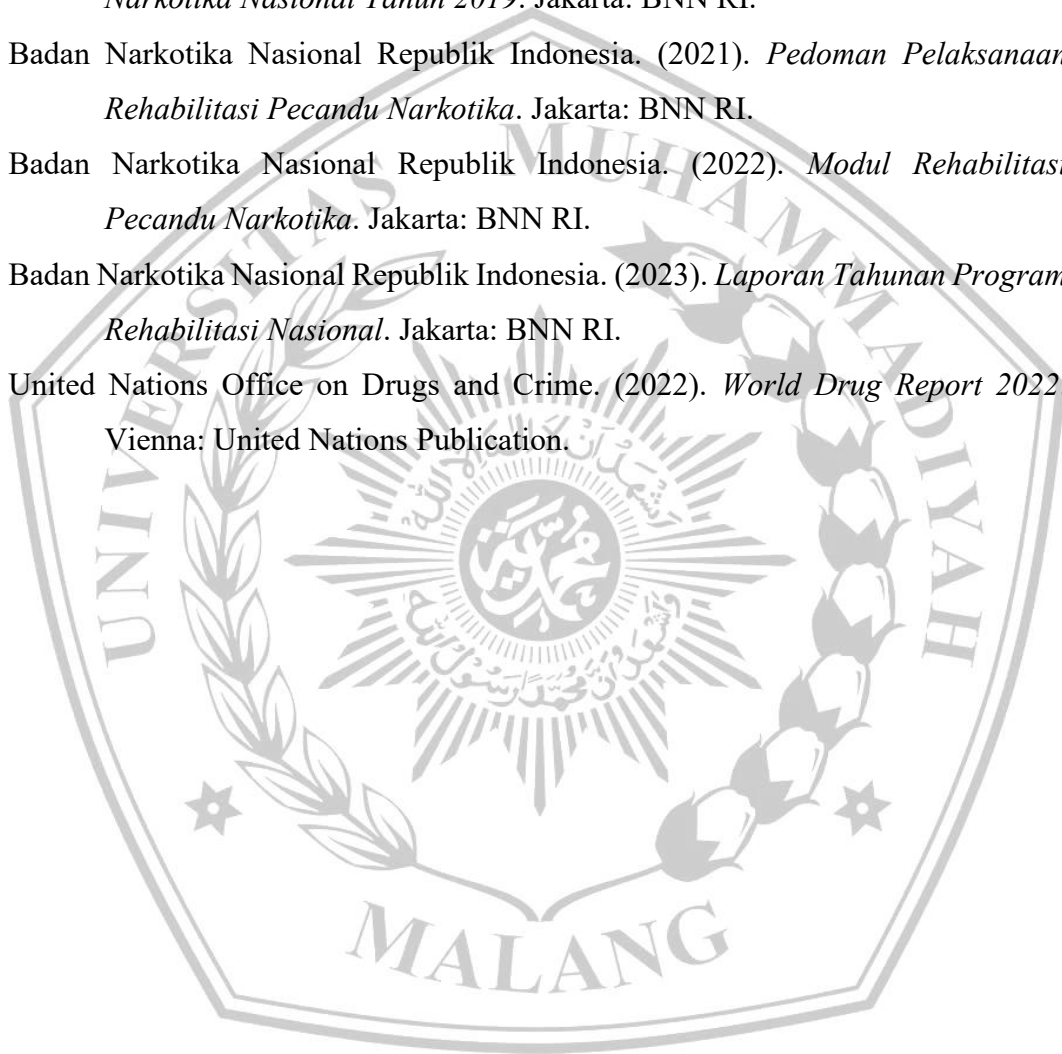 Narkotika Nasional Tahun 2019. Jakarta: BNN RI.
Badan Narkotika Nasional Republik Indonesia. (2021). Pedoman Pelaksanaan
Rehabilitasi Pecandu Narkotika. Jakarta: BNN RI.
Badan Narkotika Nasional Republik Indonesia. (2022). Modul Rehabilitasi
Pecandu Narkotika. Jakarta: BNN RI.
Badan Narkotika Nasional Republik Indonesia. (2023). Laporan Tahunan Program
Rehabilitasi Nasional. Jakarta: BNN RI.
United Nations Office on Drugs and Crime. (2022). World Drug Report 2022
Vienna: United Nations Publication.
UNIVERSITAS MUHAMMADIYAH
MALANG